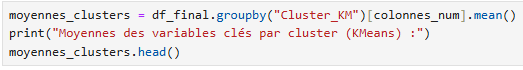 moyennes_clusters = df_final.groupby("Cluster_KM")[colonnes_num].mean()
print("Moyennes des variables clés par cluster (KMeans) :")
moyennes_clusters.head()